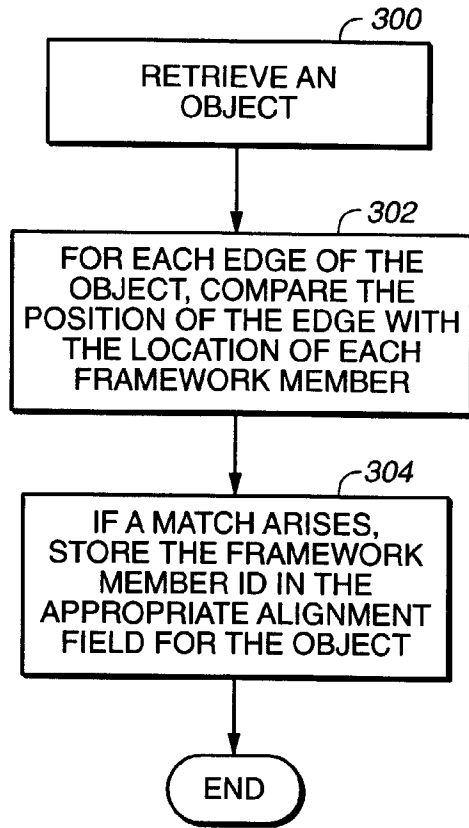 300
RETRIEVE AN
OBJECT
302
FOR EACH EDGE OF THE
OBJECT, COMPARE THE
POSITION OF THE EDGE WITH
THE LOCATION OF EACH
FRAMEWORK MEMBER
304
IF A MATCH ARISES,
STORE THE FRAMEWORK
MEMBER ID IN THE
APPROPRIATE ALIGNMENT
FIELD FOR THE OBJECT
END